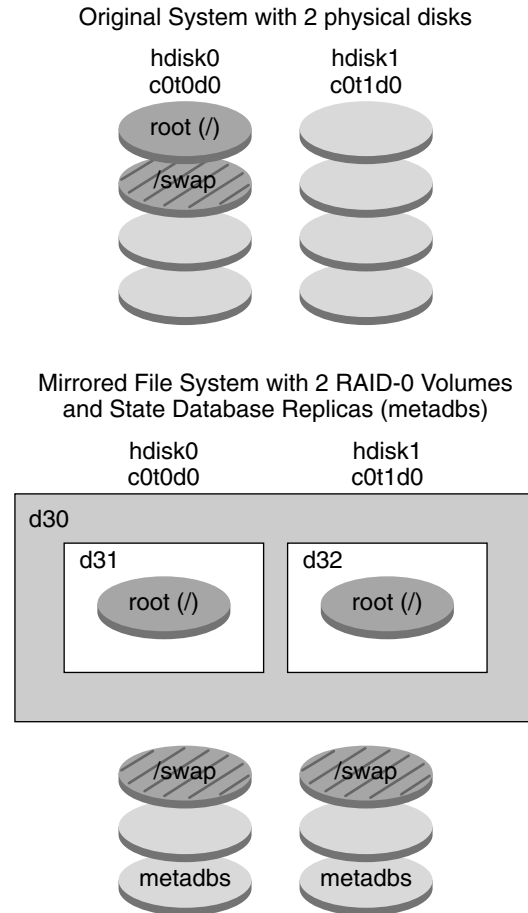 Original System with 2 physical disks
hdisk0
c0t0d0
hdisk1
c0t1d0
root (/)
/swap
Mirrored File System with 2 RAID-0 Volumes
and State Database Replicas (metadbs)
hdisk0
c0t0d0
hdisk1
c0t1d0
d30
d31
root (/)
d32
root (/)
/swap
/swap
metadbs
metadbs